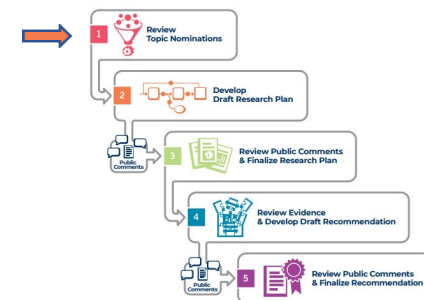 1
Review
Topic Nominations
2
Develop
Draft Research Plan
Public
Comments
3
Review Public Comments
& Finalize Research Plan
4
Review Evidence
& Develop Draft Recommendation
Public
Comments
5
Review Public Comments
& Finalize Recommendation